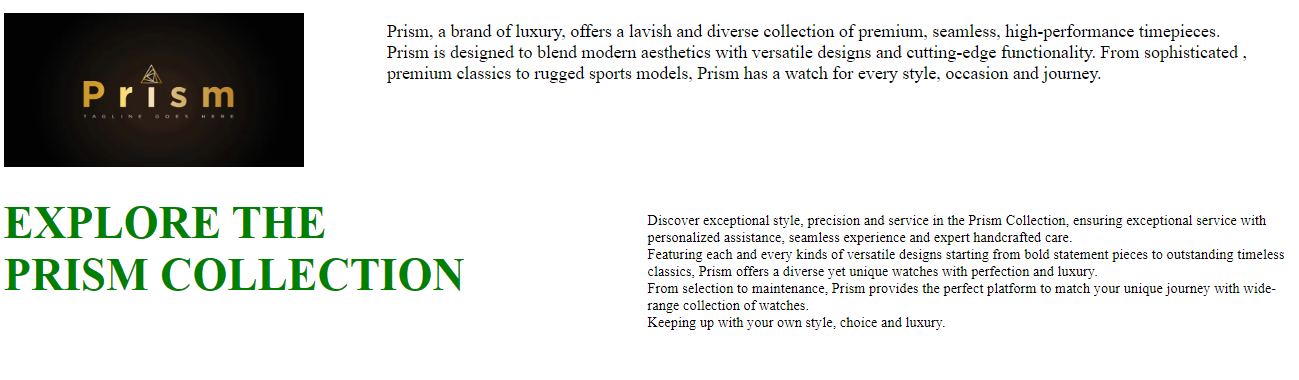 Prism
TAGLINE GOES HERE
Prism, a brand of luxury, offers a lavish and diverse collection of premium, seamless, high-performance timepieces.
Prism is designed to blend modern aesthetics with versatile designs and cutting-edge functionality. From sophisticated ,
premium classics to rugged sports models, Prism has a watch for every style, occasion and journey.
EXPLORE THE
PRISM COLLECTION
Discover exceptional style, precision and service in the Prism Collection, ensuring exceptional service with
personalized assistance, seamless experience and expert handcrafted care.
Featuring each and every kinds of versatile designs starting from bold statement pieces to outstanding timeless
classics, Prism offers a diverse yet unique watches with perfection and luxury.
From selection to maintenance, Prism provides the perfect platform to match your unique journey with wide-
range collection of watches.
Keeping up with your own style, choice and luxury.